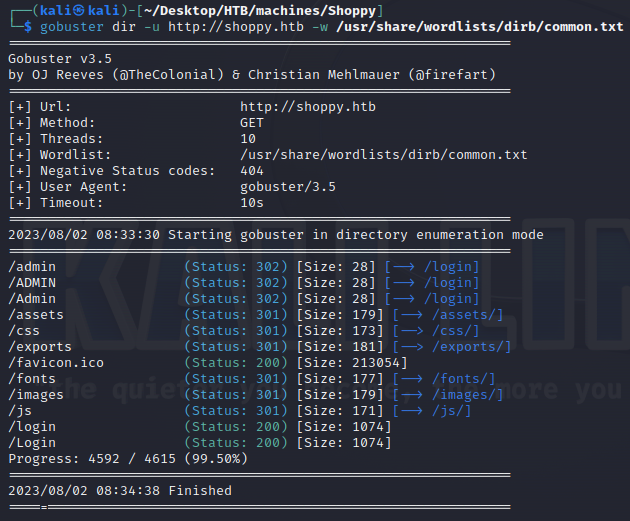 ┌──(kali㉿kali)-[~/Desktop/HTB/machines/Shoppy]
└─$ gobuster dir -u http://shoppy.htb -w /usr/share/wordlists/dirb/common.txt
===============================================================
Gobuster v3.5
by OJ Reeves (@TheColonial) & Christian Mehlmauer (@firefart)
===============================================================
[+] Url:                     http://shoppy.htb
[+] Method:                  GET
[+] Threads:                 10
[+] Wordlist:                /usr/share/wordlists/dirb/common.txt
[+] Negative Status codes:   404
[+] User Agent:              gobuster/3.5
[+] Timeout:                 10s
===============================================================
2023/08/02 08:33:30 Starting gobuster in directory enumeration mode
===============================================================
/admin                (Status: 302) [Size: 28] [--> /login]
/ADMIN                (Status: 302) [Size: 28] [--> /login]
/Admin                (Status: 302) [Size: 28] [--> /login]
/assets               (Status: 301) [Size: 179] [--> /assets/]
/css                  (Status: 301) [Size: 173] [--> /css/]
/exports              (Status: 301) [Size: 181] [--> /exports/]
/favicon.ico          (Status: 200) [Size: 213054]
/fonts                (Status: 301) [Size: 177] [--> /fonts/]
/images               (Status: 301) [Size: 179] [--> /images/]
/js                   (Status: 301) [Size: 171] [--> /js/]
/login                (Status: 200) [Size: 1074]
/Login                (Status: 200) [Size: 1074]
Progress: 4592 / 4615 (99.50%)
===============================================================
2023/08/02 08:34:38 Finished
===============================================================